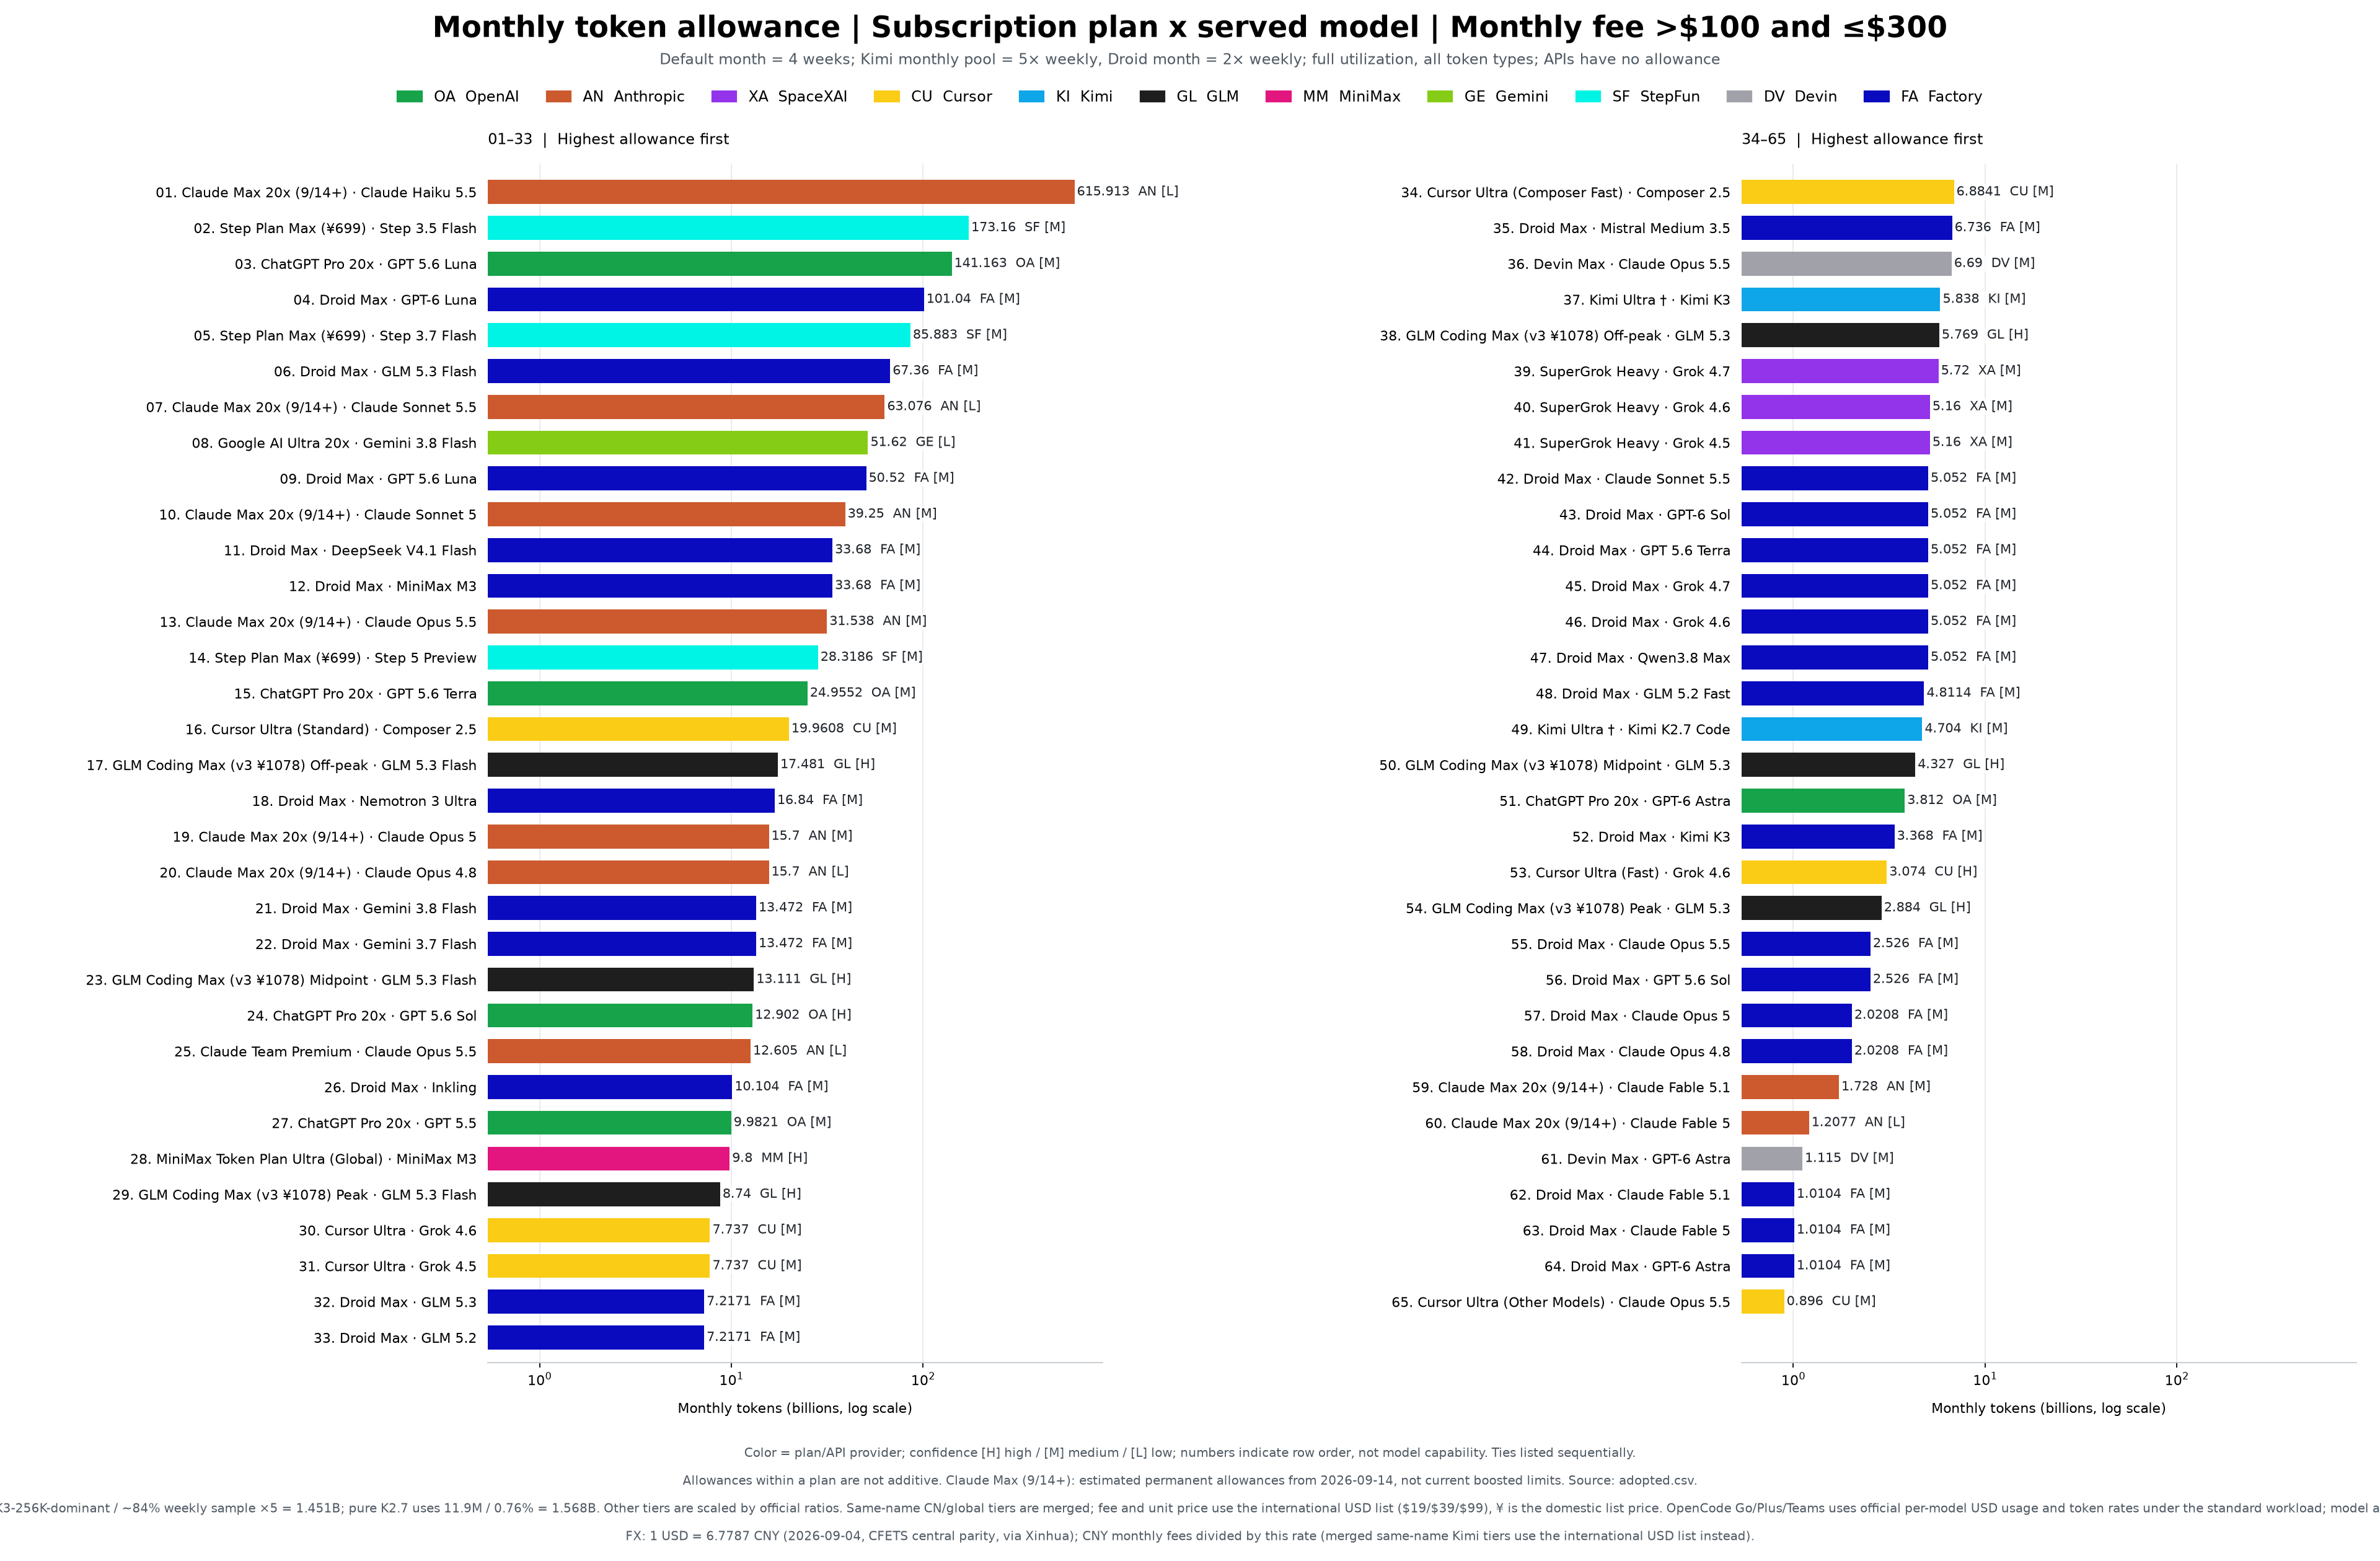 Monthly token allowance | Subscription plan x served model | Monthly fee >$100 and ≤$300
Default month = 4 weeks; Kimi monthly pool = 5× weekly, Droid month = 2× weekly; full utilization, all token types; APIs have no allowance
OA OpenAI AN Anthropic XA SpaceXAI CU Cursor KI Kimi GL GLM MM MiniMax GE Gemini SF StepFun DV Devin FA Factory
01–33 | Highest allowance first
01. Claude Max 20x (9/14+) · Claude Haiku 5.5 615.913 AN [L]
02. Step Plan Max (¥699) · Step 3.5 Flash 173.16 SF [M]
03. ChatGPT Pro 20x · GPT 5.6 Luna 141.163 OA [M]
04. Droid Max · GPT-6 Luna 101.04 FA [M]
05. Step Plan Max (¥699) · Step 3.7 Flash 85.883 SF [M]
06. Droid Max · GLM 5.3 Flash 67.36 FA [M]
07. Claude Max 20x (9/14+) · Claude Sonnet 5.5 63.076 AN [L]
08. Google AI Ultra 20x · Gemini 3.8 Flash 51.62 GE [L]
09. Droid Max · GPT 5.6 Luna 50.52 FA [M]
10. Claude Max 20x (9/14+) · Claude Sonnet 5 39.25 AN [M]
11. Droid Max · DeepSeek V4.1 Flash 33.68 FA [M]
12. Droid Max · MiniMax M3 33.68 FA [M]
13. Claude Max 20x (9/14+) · Claude Opus 5.5 31.538 AN [M]
14. Step Plan Max (¥699) · Step 5 Preview 28.3186 SF [M]
15. ChatGPT Pro 20x · GPT 5.6 Terra 24.9552 OA [M]
16. Cursor Ultra (Standard) · Composer 2.5 19.9608 CU [M]
17. GLM Coding Max (v3 ¥1078) Off-peak · GLM 5.3 Flash 17.481 GL [H]
18. Droid Max · Nemotron 3 Ultra 16.84 FA [M]
19. Claude Max 20x (9/14+) · Claude Opus 5 15.7 AN [M]
20. Claude Max 20x (9/14+) · Claude Opus 4.8 15.7 AN [L]
21. Droid Max · Gemini 3.8 Flash 13.472 FA [M]
22. Droid Max · Gemini 3.7 Flash 13.472 FA [M]
23. GLM Coding Max (v3 ¥1078) Midpoint · GLM 5.3 Flash 13.111 GL [H]
24. ChatGPT Pro 20x · GPT 5.6 Sol 12.902 OA [H]
25. Claude Team Premium · Claude Opus 5.5 12.605 AN [L]
26. Droid Max · Inkling 10.104 FA [M]
27. ChatGPT Pro 20x · GPT 5.5 9.9821 OA [M]
28. MiniMax Token Plan Ultra (Global) · MiniMax M3 9.8 MM [H]
29. GLM Coding Max (v3 ¥1078) Peak · GLM 5.3 Flash 8.74 GL [H]
30. Cursor Ultra · Grok 4.6 7.737 CU [M]
31. Cursor Ultra · Grok 4.5 7.737 CU [M]
32. Droid Max · GLM 5.3 7.2171 FA [M]
33. Droid Max · GLM 5.2 7.2171 FA [M]
10⁰ 10¹ 10²
Monthly tokens (billions, log scale)
34–65 | Highest allowance first
34. Cursor Ultra (Composer Fast) · Composer 2.5 6.8841 CU [M]
35. Droid Max · Mistral Medium 3.5 6.736 FA [M]
36. Devin Max · Claude Opus 5.5 6.69 DV [M]
37. Kimi Ultra † · Kimi K3 5.838 KI [M]
38. GLM Coding Max (v3 ¥1078) Off-peak · GLM 5.3 5.769 GL [H]
39. SuperGrok Heavy · Grok 4.7 5.72 XA [M]
40. SuperGrok Heavy · Grok 4.6 5.16 XA [M]
41. SuperGrok Heavy · Grok 4.5 5.16 XA [M]
42. Droid Max · Claude Sonnet 5.5 5.052 FA [M]
43. Droid Max · GPT-6 Sol 5.052 FA [M]
44. Droid Max · GPT 5.6 Terra 5.052 FA [M]
45. Droid Max · Grok 4.7 5.052 FA [M]
46. Droid Max · Grok 4.6 5.052 FA [M]
47. Droid Max · Qwen3.8 Max 5.052 FA [M]
48. Droid Max · GLM 5.2 Fast 4.8114 FA [M]
49. Kimi Ultra † · Kimi K2.7 Code 4.704 KI [M]
50. GLM Coding Max (v3 ¥1078) Midpoint · GLM 5.3 4.327 GL [H]
51. ChatGPT Pro 20x · GPT-6 Astra 3.812 OA [M]
52. Droid Max · Kimi K3 3.368 FA [M]
53. Cursor Ultra (Fast) · Grok 4.6 3.074 CU [H]
54. GLM Coding Max (v3 ¥1078) Peak · GLM 5.3 2.884 GL [H]
55. Droid Max · Claude Opus 5.5 2.526 FA [M]
56. Droid Max · GPT 5.6 Sol 2.526 FA [M]
57. Droid Max · Claude Opus 5 2.0208 FA [M]
58. Droid Max · Claude Opus 4.8 2.0208 FA [M]
59. Claude Max 20x (9/14+) · Claude Fable 5.1 1.728 AN [M]
60. Claude Max 20x (9/14+) · Claude Fable 5 1.2077 AN [L]
61. Devin Max · GPT-6 Astra 1.115 DV [M]
62. Droid Max · Claude Fable 5.1 1.0104 FA [M]
63. Droid Max · Claude Fable 5 1.0104 FA [M]
64. Droid Max · GPT-6 Astra 1.0104 FA [M]
65. Cursor Ultra (Other Models) · Claude Opus 5.5 0.896 CU [M]
10⁰ 10¹ 10²
Monthly tokens (billions, log scale)
Color = plan/API provider; confidence [H] high / [M] medium / [L] low; numbers indicate row order, not model capability. Ties listed sequentially.
Allowances within a plan are not additive. Claude Max (9/14+): estimated permanent allowances from 2026-09-14, not current boosted limits. Source: adopted.csv.
K3-256K-dominant / ~84% weekly sample ×5 = 1.451B; pure K2.7 uses 11.9M / 0.76% = 1.568B. Other tiers are scaled by official ratios. Same-name CN/global tiers are merged; fee and unit price use the international USD list ($19/$39/$99), ¥ is the domestic list price. OpenCode Go/Plus/Teams uses official per-model USD usage and token rates under the standard workload; model
FX: 1 USD = 6.7787 CNY (2026-09-04, CFETS central parity, via Xinhua); CNY monthly fees divided by this rate (merged same-name Kimi tiers use the international USD list instead).